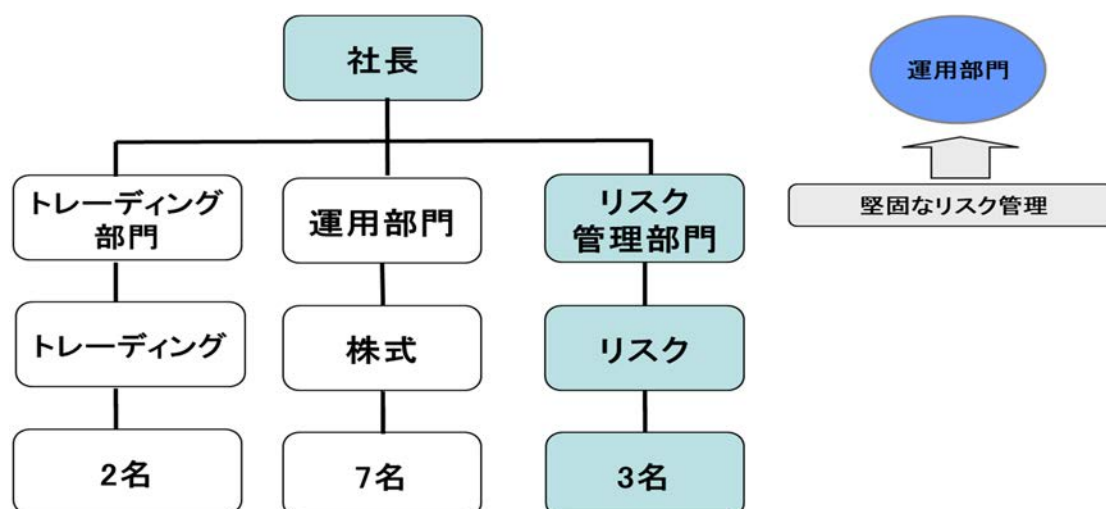 社長
運用部門
堅固なリスク管理
トレーディング
部門
運用部門
リスク
管理部門
トレーディング
株式
リスク
2名
7名
3名